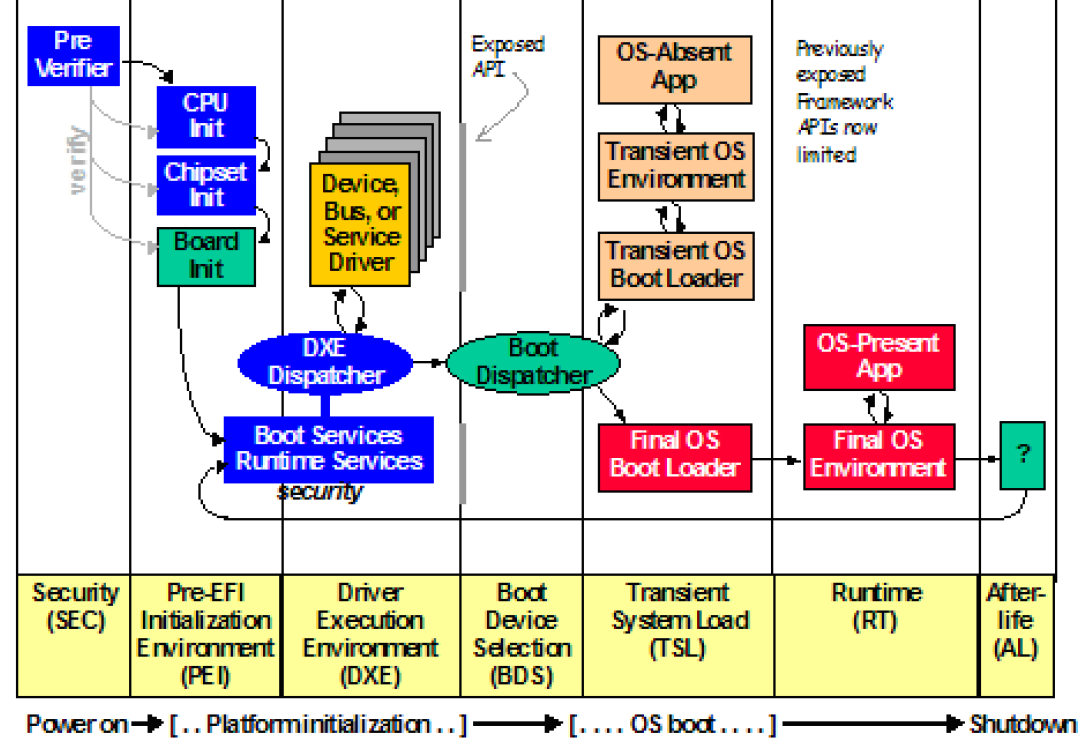 Pre
Verifier
verify
CPU
Init
Chipset
Init
Board
Init
Device,
Bus, or
Service
Driver
DXE
Dispatcher
Boot Services
Runtime Services
security
Exposed
API
Boot
Dispatcher
OS-Absent
App
Transient OS
Environment
Transient OS
Boot Loader
Final OS
Boot Loader
Previously
exposed
Framework
APIs now
limited
OS-Present
App
Final OS
Environment
?
Security
(SEC)
Pre-EFI
Initialization
Environment
(PEI)
Driver
Execution
Environment
(DXE)
Boot
Device
Selection
(BDS)
Transient
System Load
(TSL)
Runtime
(RT)
After-
life
(AL)
Power on [ . . Platform initialization . . ] [ . . . . OS boot . . . . ] Shutdown